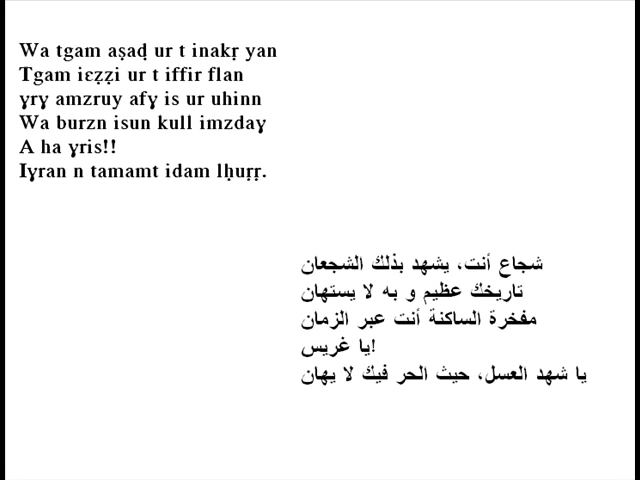 Wa tgam aṣaḍ ur t inakṛ yan
Tgam iɛẓẓi ur t iffir flan
ɣrɣ amzruy afɣ is ur uhinn
Wa burzn isun kull imzdaɣ
A ha ɣris!!
Iɣran n tamamt idam lḥuṛṛ.
شجاع أنت، يشهد بذلك الشجعان
تاريخك عظيم و به لا يستهان
مفخرة الساكنة أنت عبر الزمان
يا غريس!
يا شهد العسل، حيث الحر فيك لا يهان